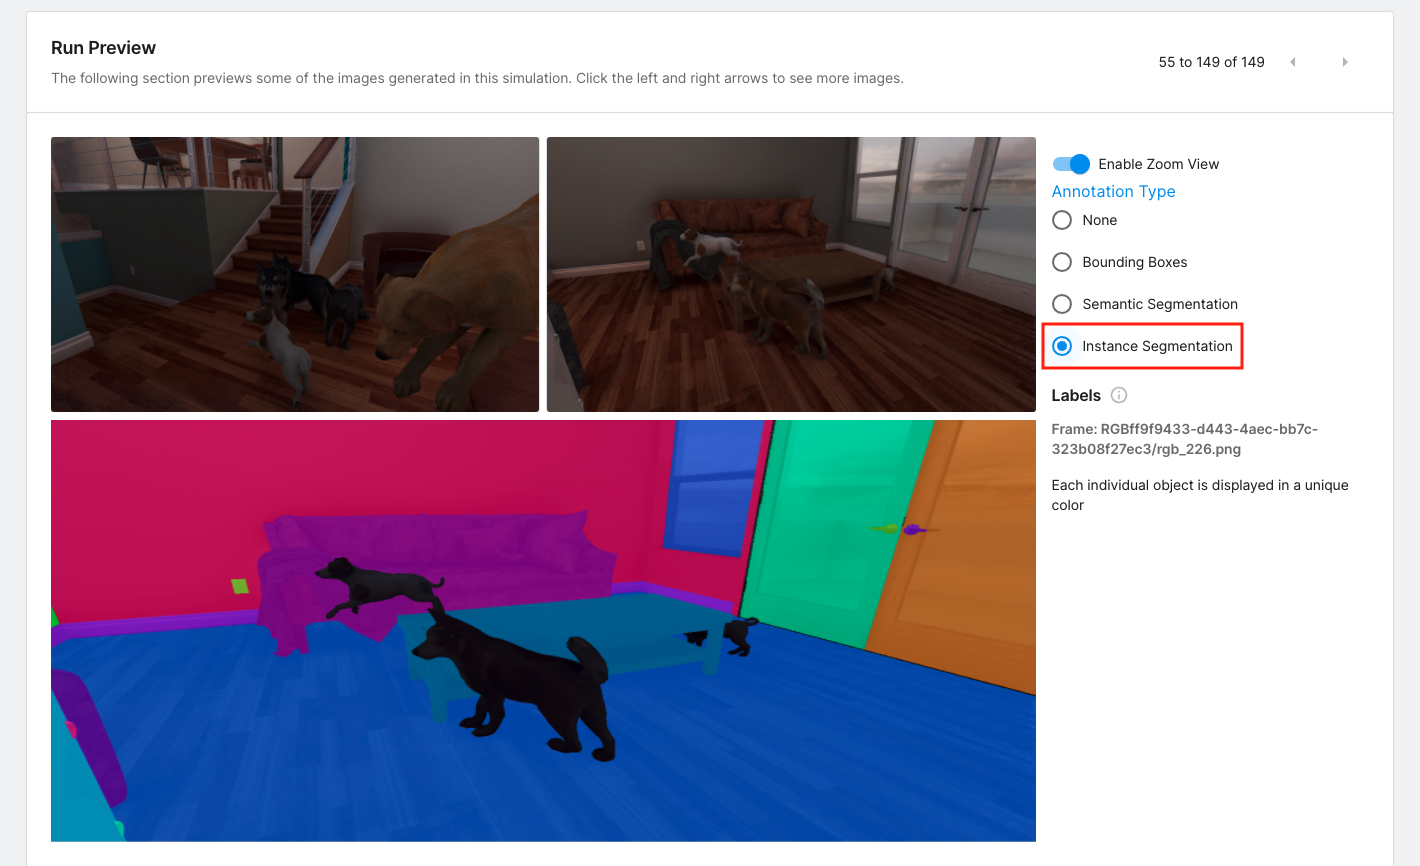 Run Preview
The following section previews some of the images generated in this simulation. Click the left and right arrows to see more images.
55 to 149 of 149
Enable Zoom View
Annotation Type
None
Bounding Boxes
Semantic Segmentation
Instance Segmentation
Labels
Frame: RGBff9f9433-d443-4aec-bb7c-
323b08f27ec3/rgb_226.png
Each individual object is displayed in a unique
color